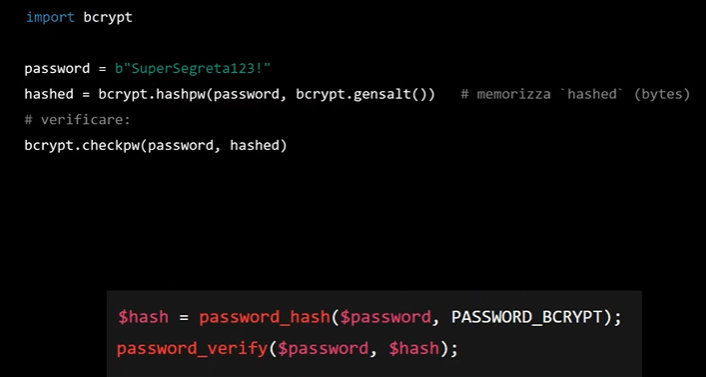 import bcrypt
password = b"SuperSegreta123!"
hashed = bcrypt.hashpw(password, bcrypt.gensalt())   # memorizza `hashed` (bytes)
# verificare:
bcrypt.checkpw(password, hashed)
$hash = password_hash($password, PASSWORD_BCRYPT);
password_verify($password, $hash);